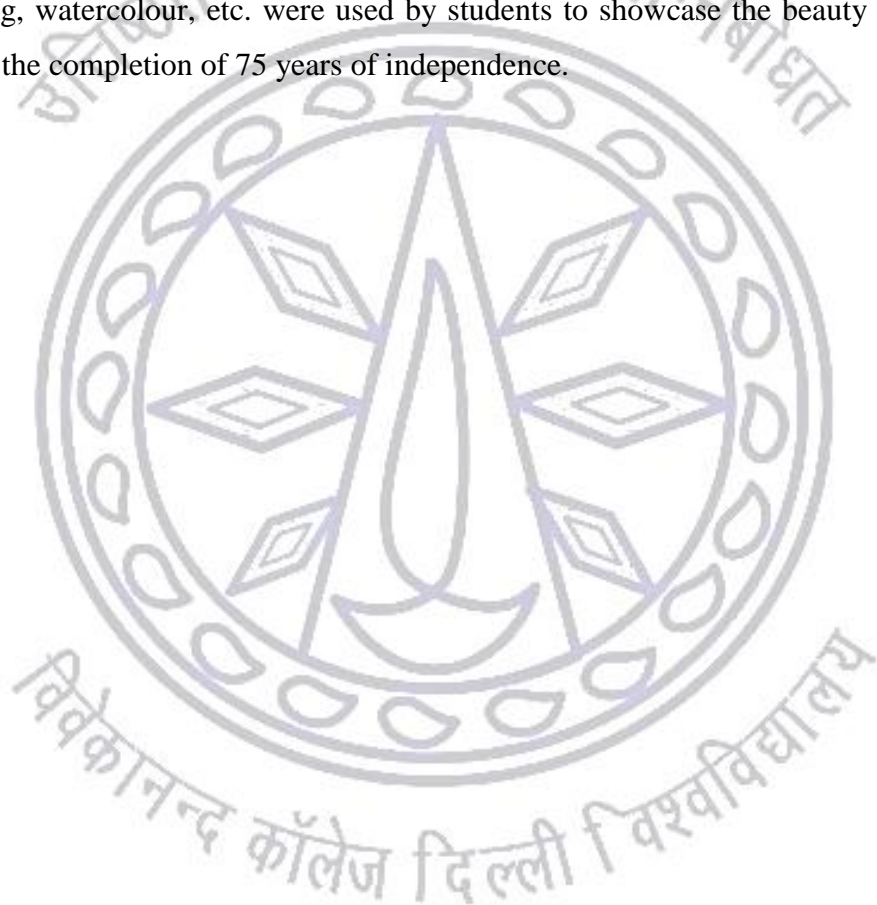 g, watercolour, etc. were used by students to showcase the beauty
the completion of 75 years of independence.
विवेकानन्द कॉलेज दिल्ली विश्वविद्यालय